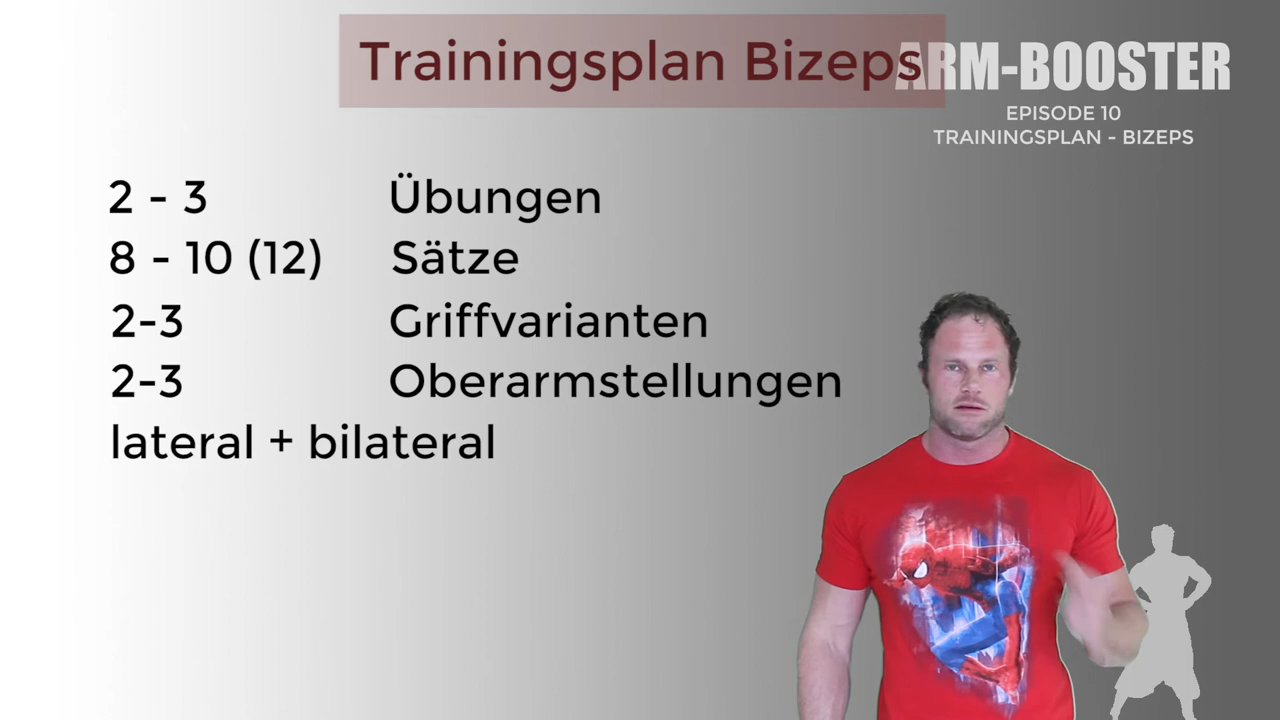 Trainingsplan Bizeps
ARM-BOOSTER
EPISODE 10
TRAININGSPLAN - BIZEPS
2 - 3 Übungen
8 - 10 (12) Sätze
2-3 Griffvarianten
2-3 Oberarmstellungen
lateral + bilateral